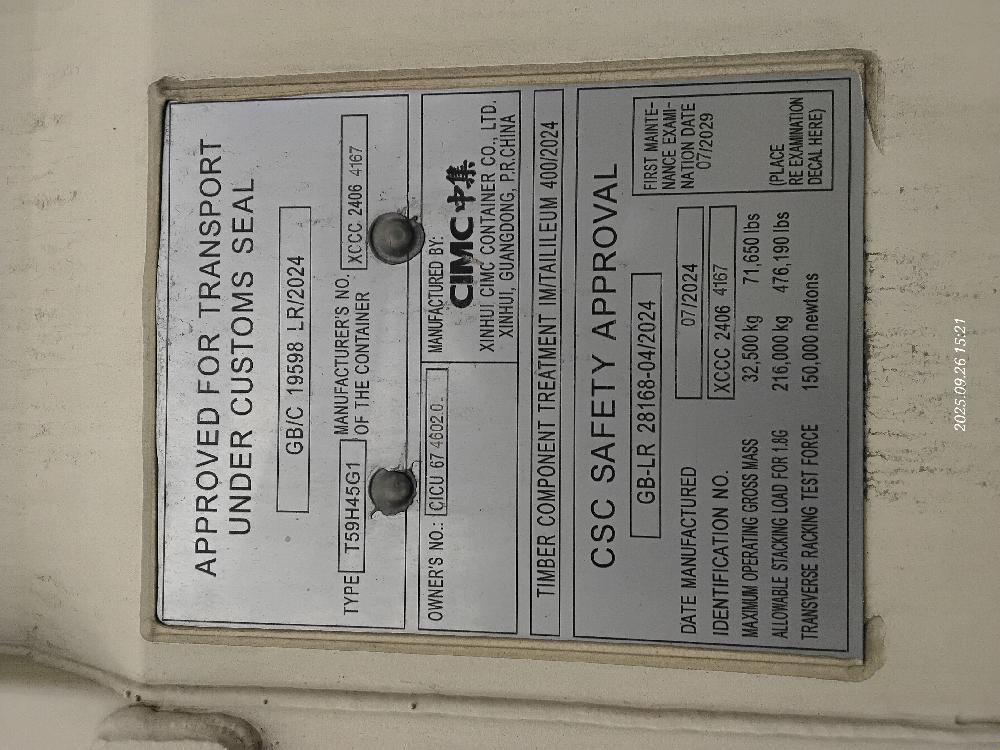 APPROVED FOR TRANSPORT
UNDER CUSTOMS SEAL
GB/C 19598 LR/2024
TYPE T59H45G1 MANUFACTURER'S NO. OF THE CONTAINER XCCC 2406 4167
OWNER'S NO.: CICU 67 4602 0
MANUFACTURED BY:
CIMC 中集
XINHUI CIMC CONTAINER CO., LTD.
XINHUI, GUANGDONG, P.R.CHINA
TIMBER COMPONENT TREATMENT IM/TAILILEUM 400/2024
CSC SAFETY APPROVAL
GB-LR 28168-04/2024
DATE MANUFACTURED 07/2024
IDENTIFICATION NO. XCCC 2406 4167
MAXIMUM OPERATING GROSS MASS 32,500 kg 71,650 lbs
ALLOWABLE STACKING LOAD FOR 1.8G 216,000 kg 476,190 lbs
TRANSVERSE RACKING TEST FORCE 150,000 newtons
FIRST MAINTE-
NANCE EXAMI-
NATION DATE
07/2029
(PLACE
RE EXAMINATION
DECAL HERE)
2025.09.26 15:21